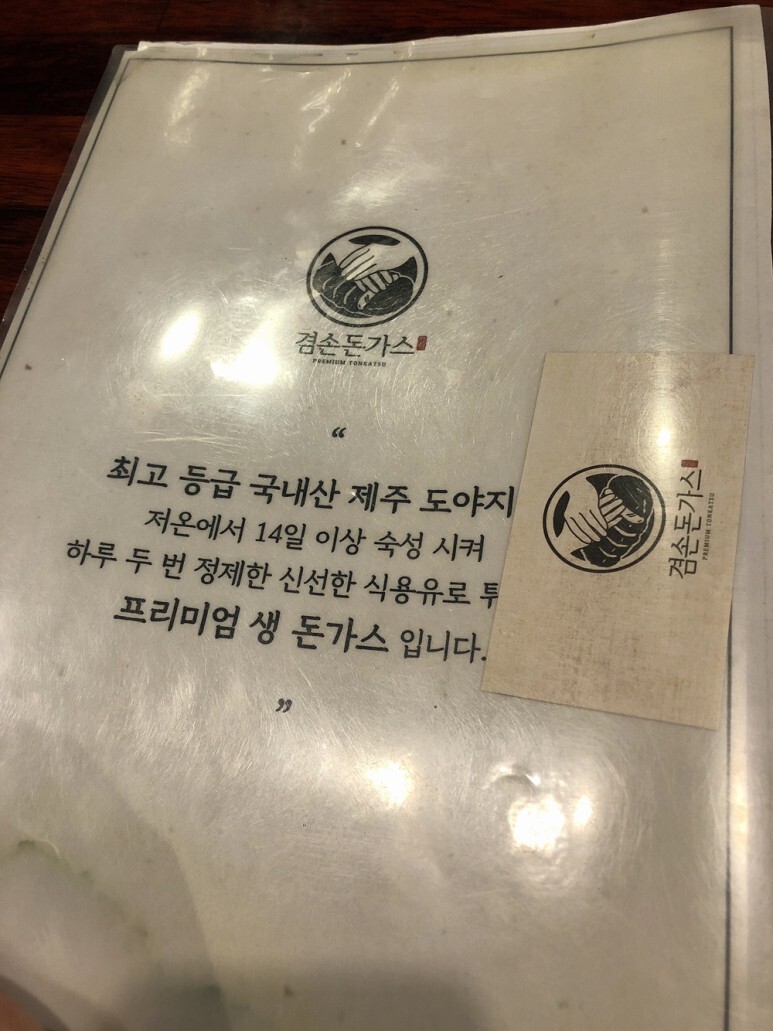 겸손돈가스
PREMIUM TONKATSU
“
최고 등급 국내산 제주 도야지
저온에서 14일 이상 숙성 시켜
하루 두 번 정제한 신선한 식용유로
프리미엄 생 돈가스 입니다.
”
겸손돈가스
PREMIUM TONKATSU